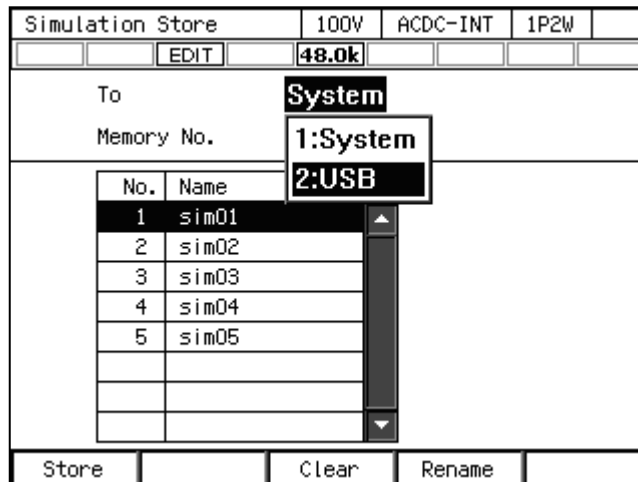 Simulation Store 100V ACDC-INT 1P2W
EDIT 48.0k
To System
Memory No. 1:System
2:USB
No. Name
1 sim01
2 sim02
3 sim03
4 sim04
5 sim05
Store Clear Rename